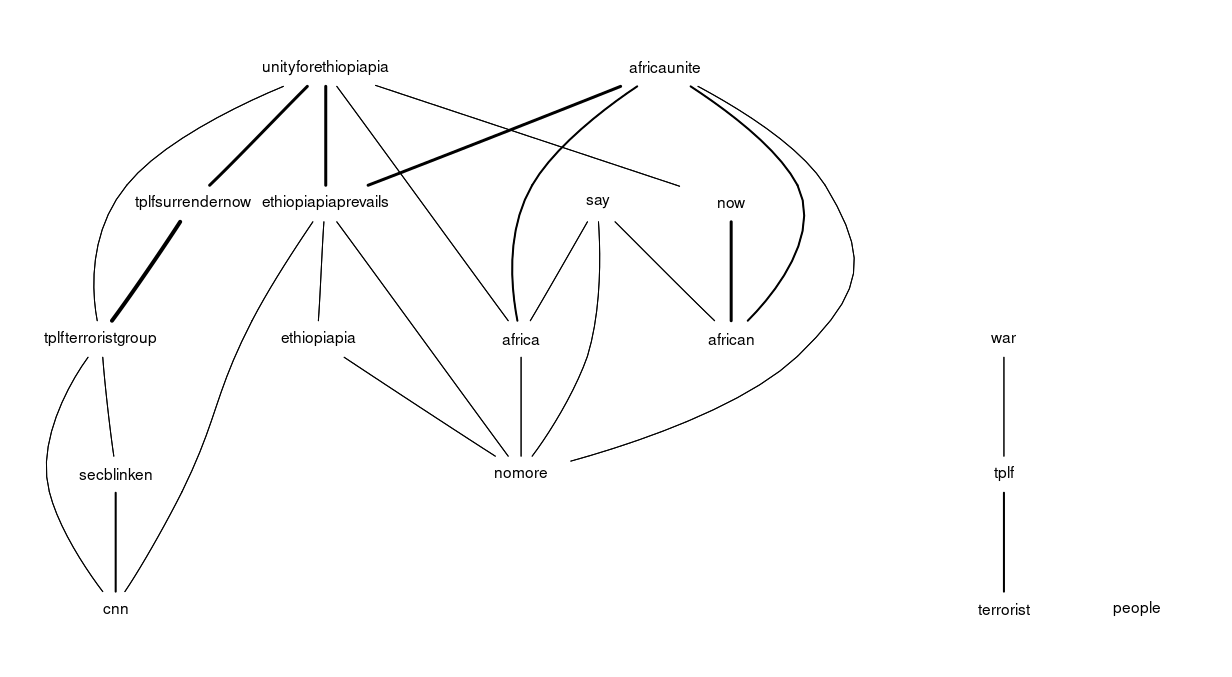 unityforethiopiapia
africaunite
tplfsurrendernow
ethiopiapiaprevails
say
now
tplfterroristgroup
ethiopiapia
africa
african
war
secblinken
nomore
tplf
cnn
terrorist
people